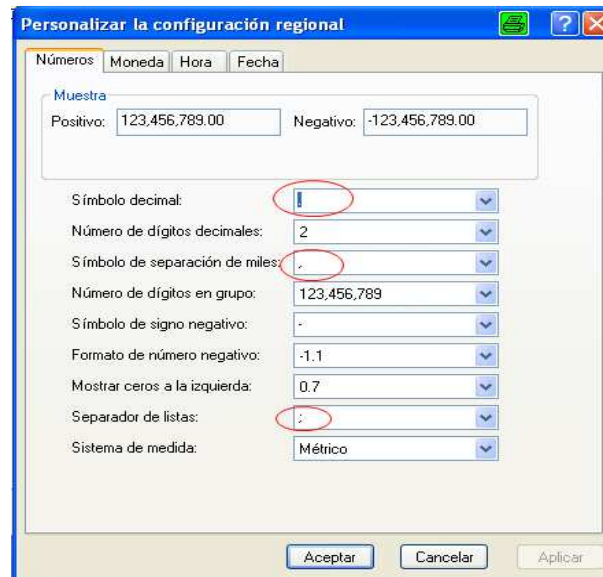 Personalizar la configuración regional
Números Moneda Hora Fecha
Muestra
Positivo: 123,456,789.00 Negativo: -123,456,789.00
Símbolo decimal: .
Número de dígitos decimales: 2
Símbolo de separación de miles: ,
Número de dígitos en grupo: 123,456,789
Símbolo de signo negativo: -
Formato de número negativo: -1.1
Mostrar ceros a la izquierda: 0.7
Separador de listas: ;
Sistema de medida: Métrico
Aceptar Cancelar Aplicar